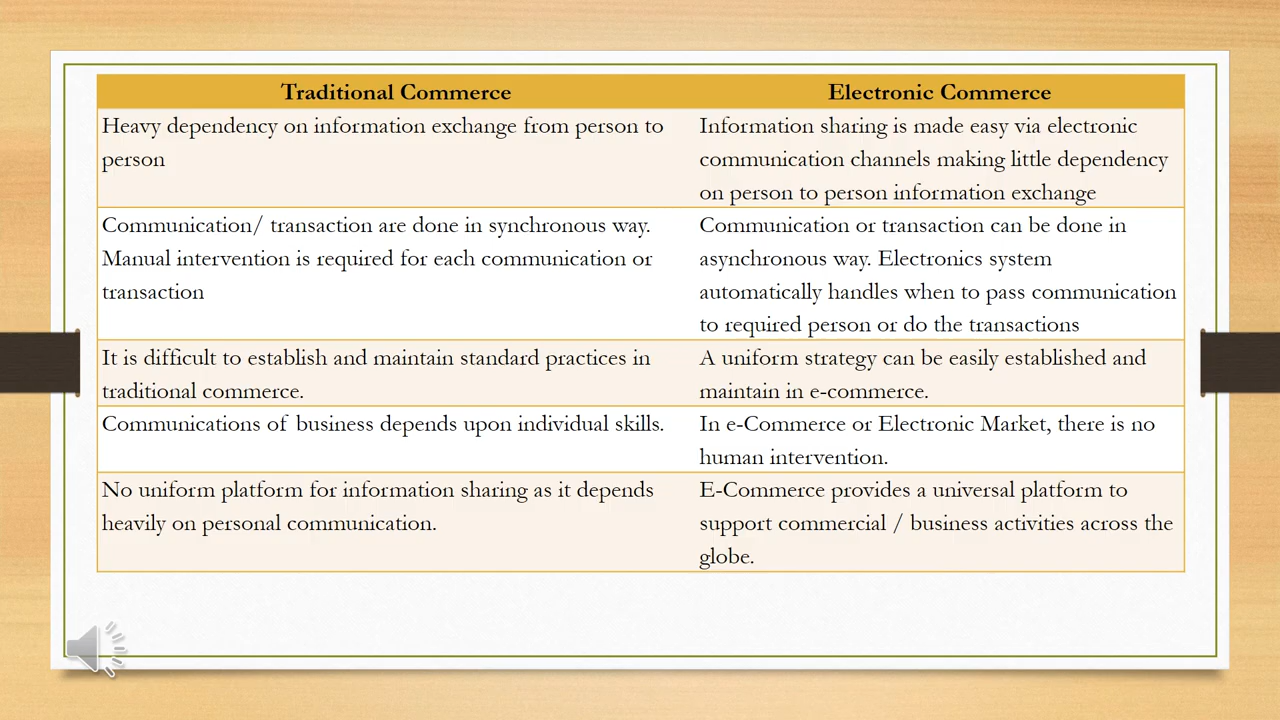 Traditional Commerce
Electronic Commerce
Heavy dependency on information exchange from person to
person
Information sharing is made easy via electronic
communication channels making little dependency
on person to person information exchange
Communication/ transaction are done in synchronous way.
Manual intervention is required for each communication or
transaction
Communication or transaction can be done in
asynchronous way. Electronics system
automatically handles when to pass communication
to required person or do the transactions
It is difficult to establish and maintain standard practices in
traditional commerce.
A uniform strategy can be easily established and
maintain in e-commerce.
Communications of business depends upon individual skills.
In e-Commerce or Electronic Market, there is no
human intervention.
No uniform platform for information sharing as it depends
heavily on personal communication.
E-Commerce provides a universal platform to
support commercial / business activities across the
globe.